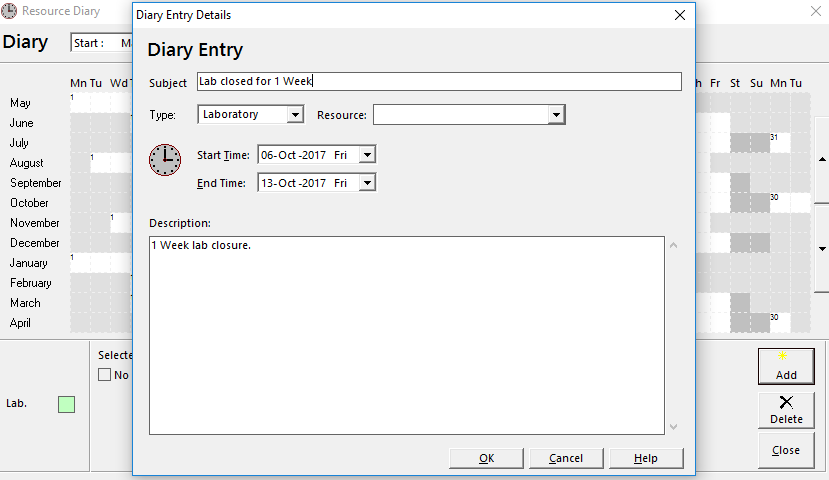 Resource Diary
Diary
Start :
Diary Entry Details
Diary Entry
Subject Lab closed for 1 Week
Type: Laboratory Resource:
Start Time: 06-Oct -2017 Fri
End Time: 13-Oct -2017 Fri
Description:
1 Week lab closure.
OK Cancel Help
Mn Tu Wd
Fr St Su Mn Tu
May 1
June
July 31
August 1
September
October 30
November 1
December
January 1
February
March
April 30
Lab.
No
Add
Delete
Close